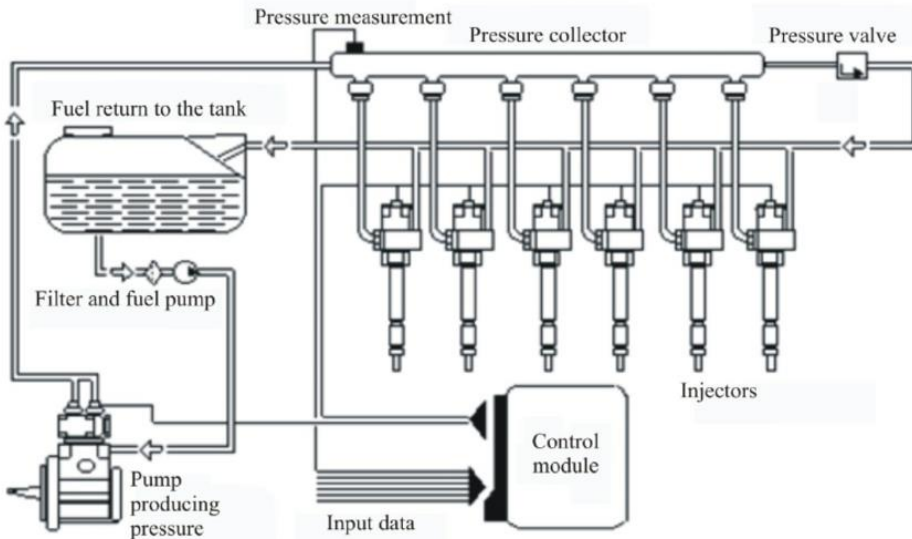 Pressure measurement
Pressure collector
Pressure valve
Fuel return to the tank
Filter and fuel pump
Injectors
Control
module
Pump
producing
pressure
Input data